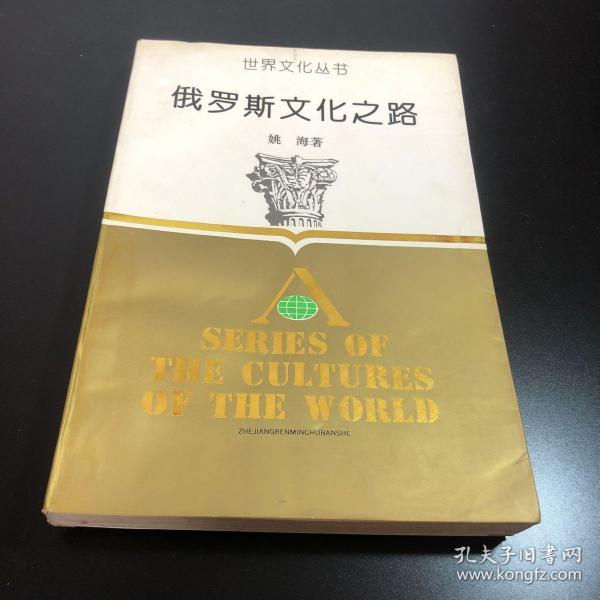 世界文化丛书
俄罗斯文化之路
姚 海著
A
SERIES OF
THE CULTURES
OF THE WORLD
ZHEJIANGRENMINCHUBANSHE
孔夫子旧书网
www.kongfz.com